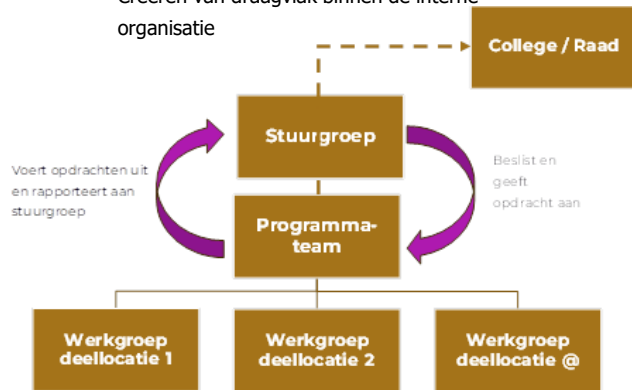 organisatie
College / Raad
Stuurgroep
Voert opdrachten uit
en rapporteert aan
stuurgroep
Beslist en
geeft
opdracht aan
Programma-
team
Werkgroep
deellocatie 1
Werkgroep
deellocatie 2
Werkgroep
deellocatie @